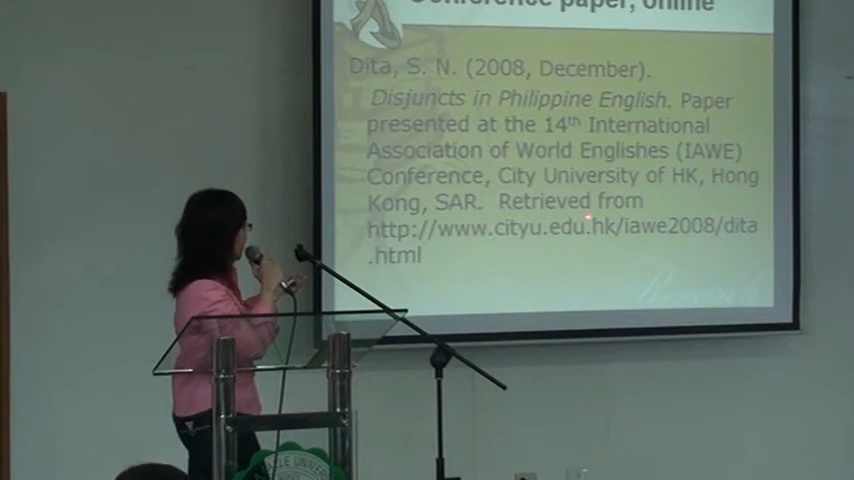 Conference paper, online
Dita, S. N. (2008, December).
Disjuncts in Philippine English. Paper
presented at the 14th International
Association of World Englishes (IAWE)
Conference, City University of HK, Hong
Kong, SAR. Retrieved from
http://www.cityu.edu.hk/iawe2008/dita
.html
Research